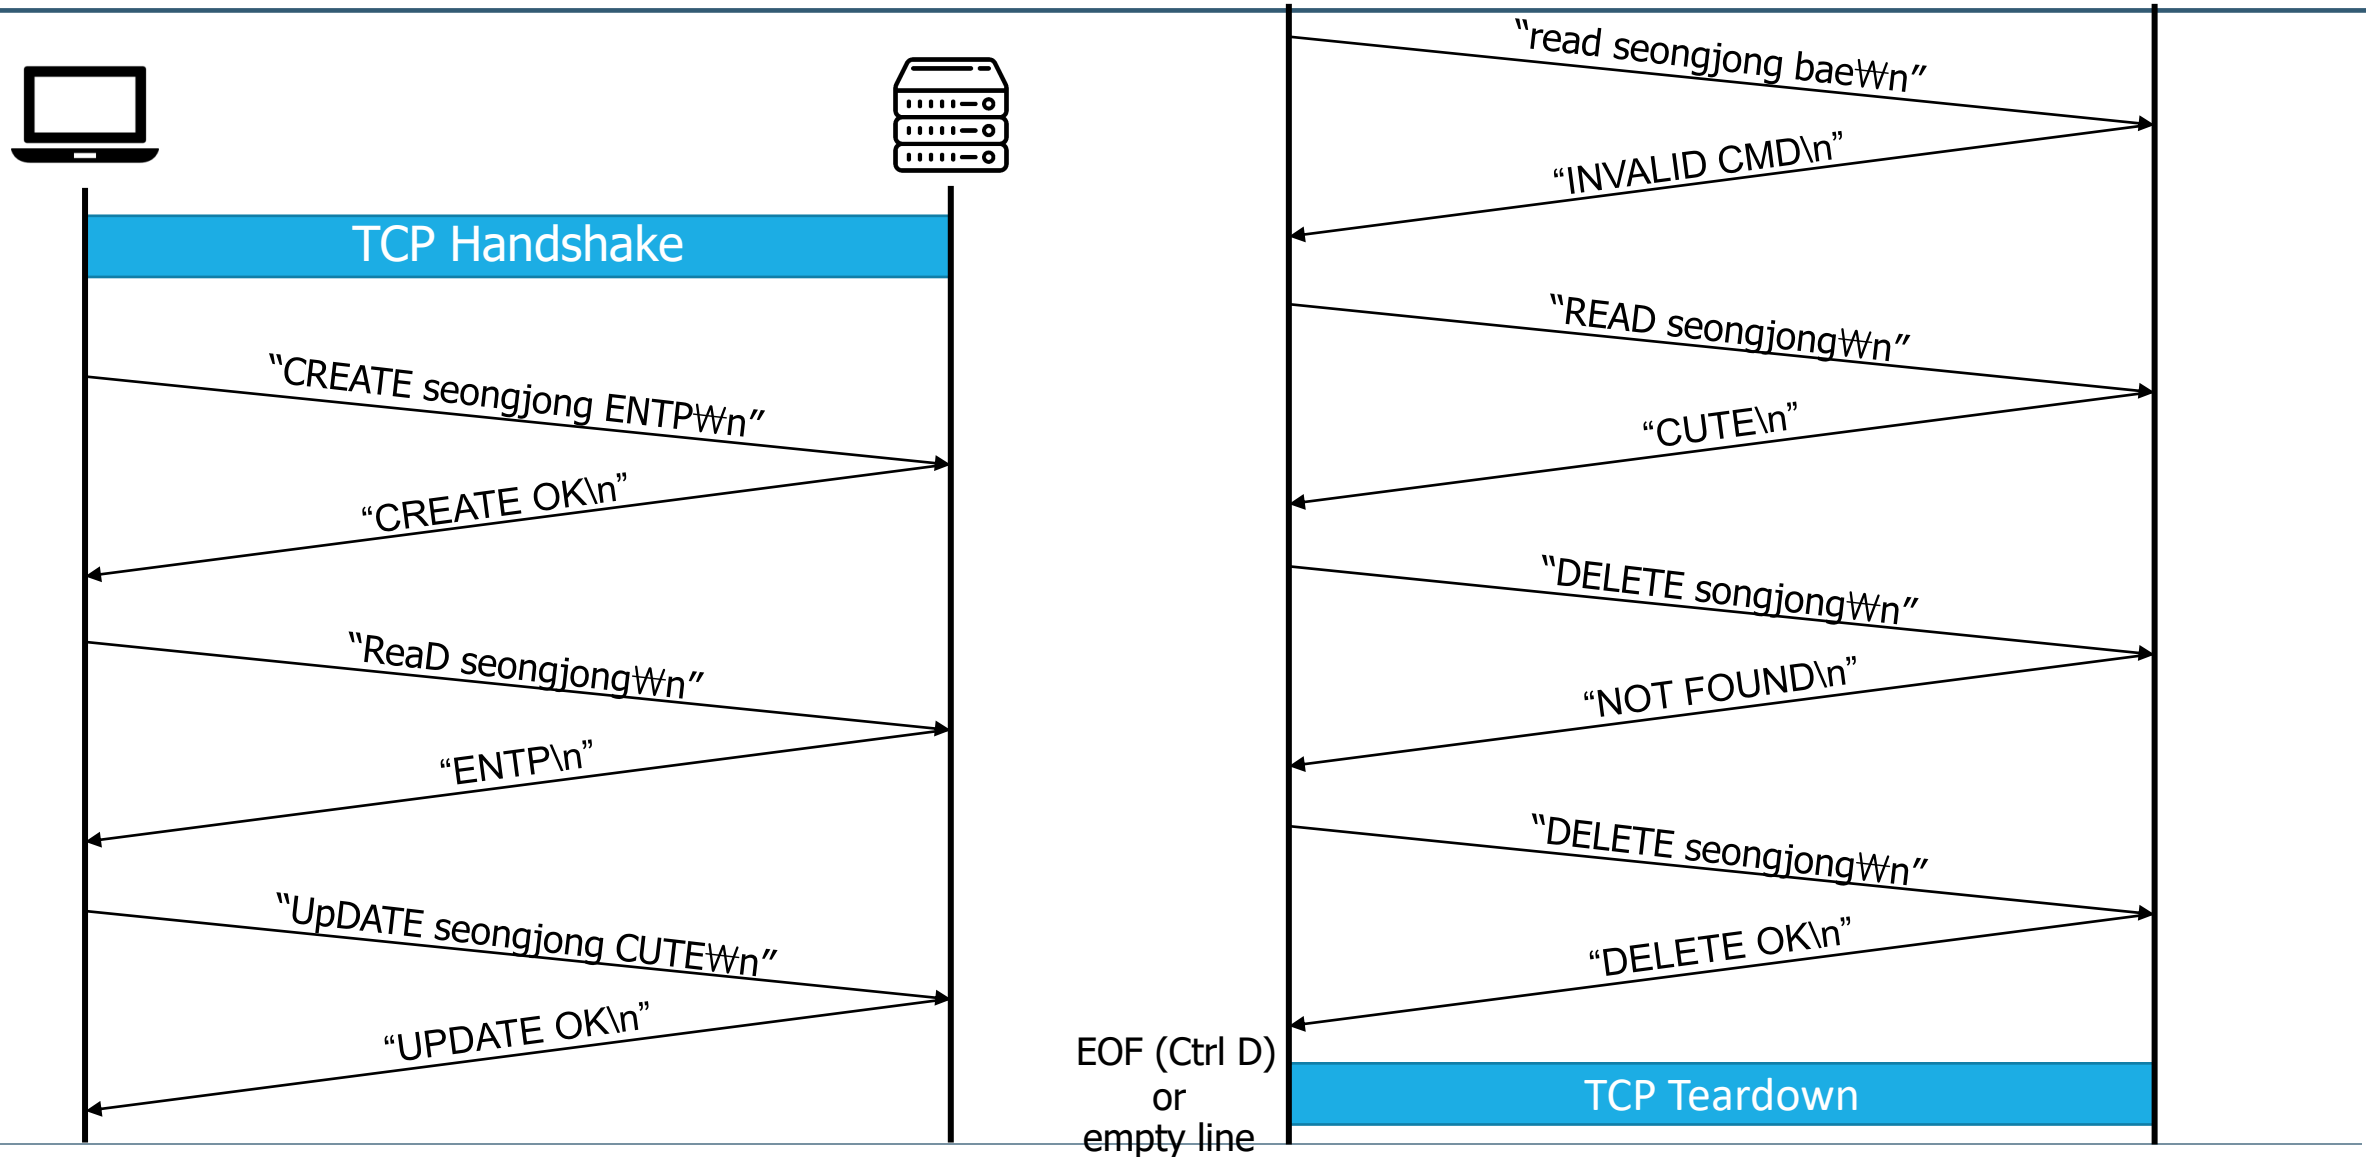 TCP Handshake
“CREATE seongjong ENTP₩n”
“CREATE OK\n”
“ReaD seongjong₩n”
“ENTP\n”
“UpDATE seongjong CUTE₩n”
“UPDATE OK\n”
“read seongjong bae₩n”
“INVALID CMD\n”
“READ seongjong₩n”
“CUTE\n”
“DELETE songjong₩n”
“NOT FOUND\n”
“DELETE seongjong₩n”
“DELETE OK\n”
EOF (Ctrl D)
or
empty line
TCP Teardown